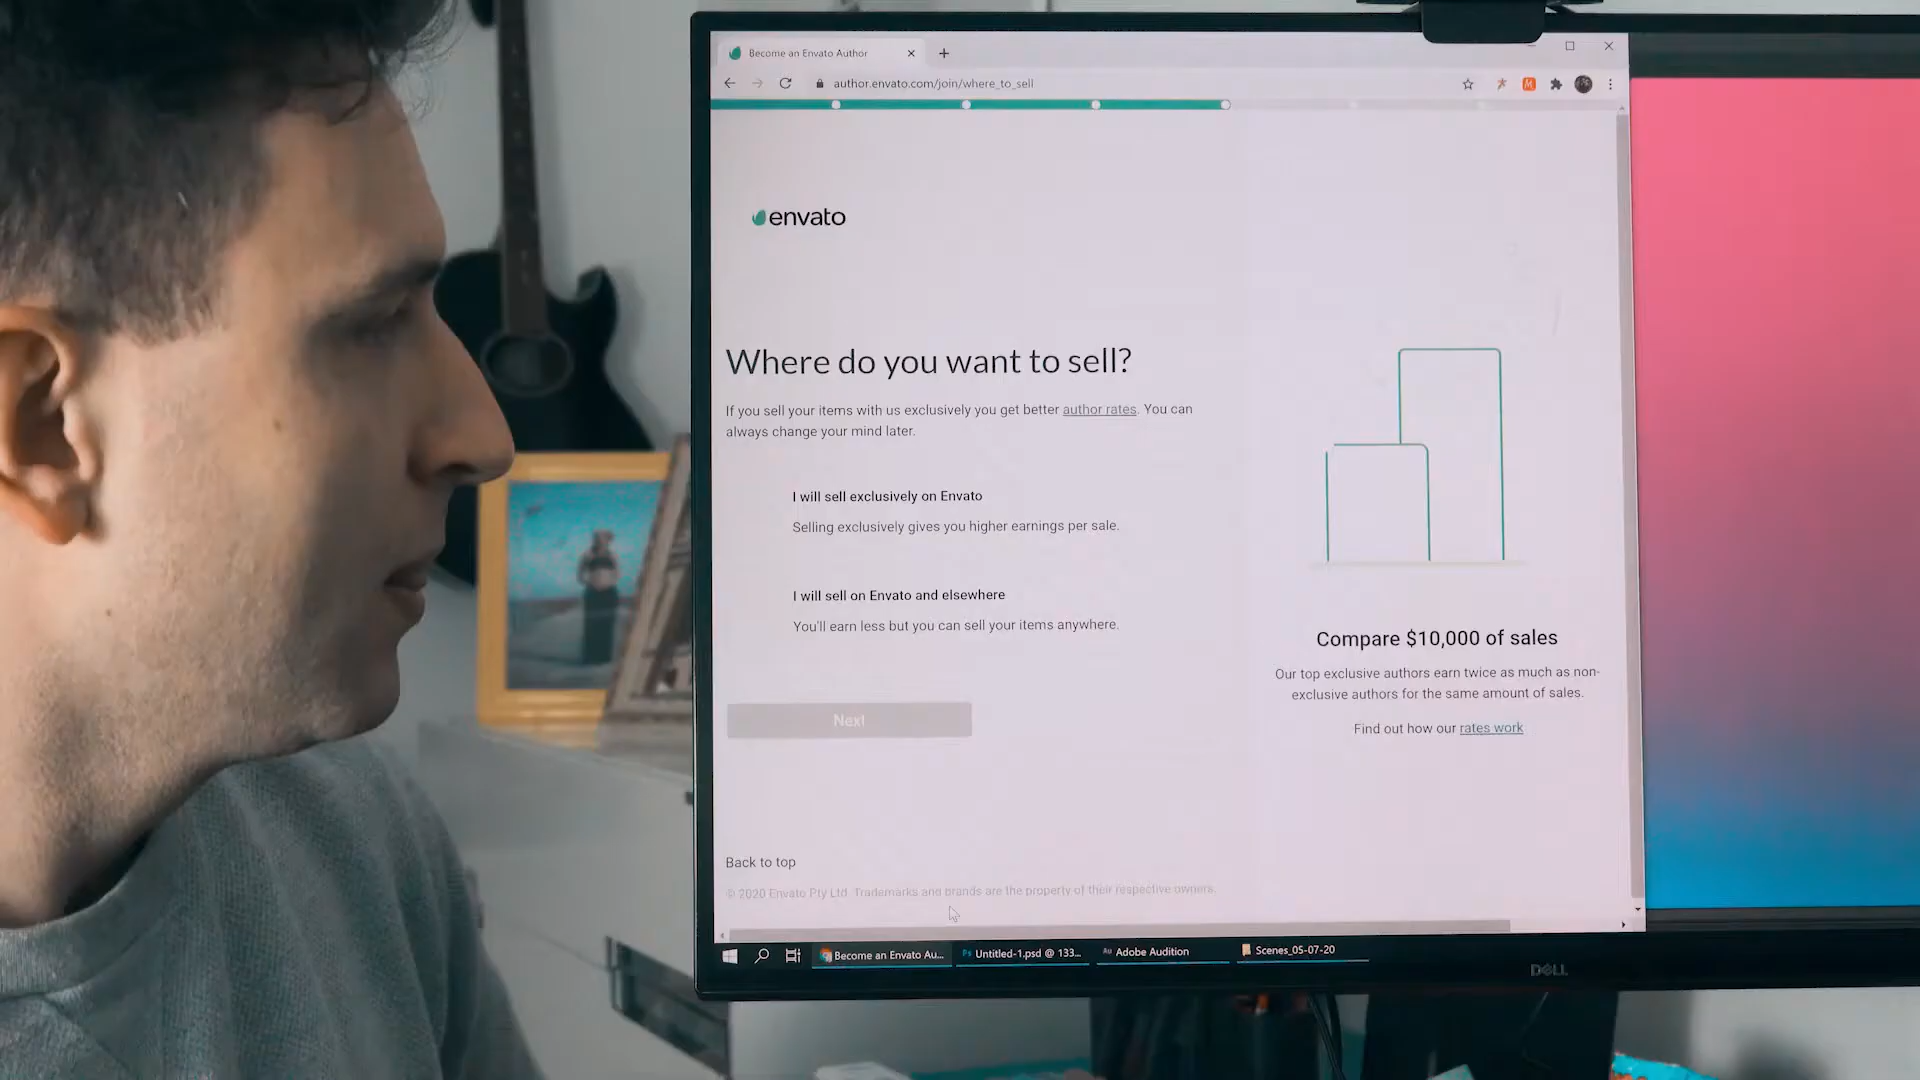 Become an Envato Author
author.envato.com/join/where_to_sell
envato
Where do you want to sell?
If you sell your items with us exclusively you get better author rates. You can
always change your mind later.
I will sell exclusively on Envato
Selling exclusively gives you higher earnings per sale.
I will sell on Envato and elsewhere
You'll earn less but you can sell your items anywhere.
Next
Compare $10,000 of sales
Our top exclusive authors earn twice as much as non-
exclusive authors for the same amount of sales.
Find out how our rates work
Back to top
© 2020 Envato Pty Ltd. Trademarks and brands are the property of their respective owners.
Become an Envato Au...
Ps Untitled-1.psd @ 133...
Au Adobe Audition
Scenes_05-07-20
DELL